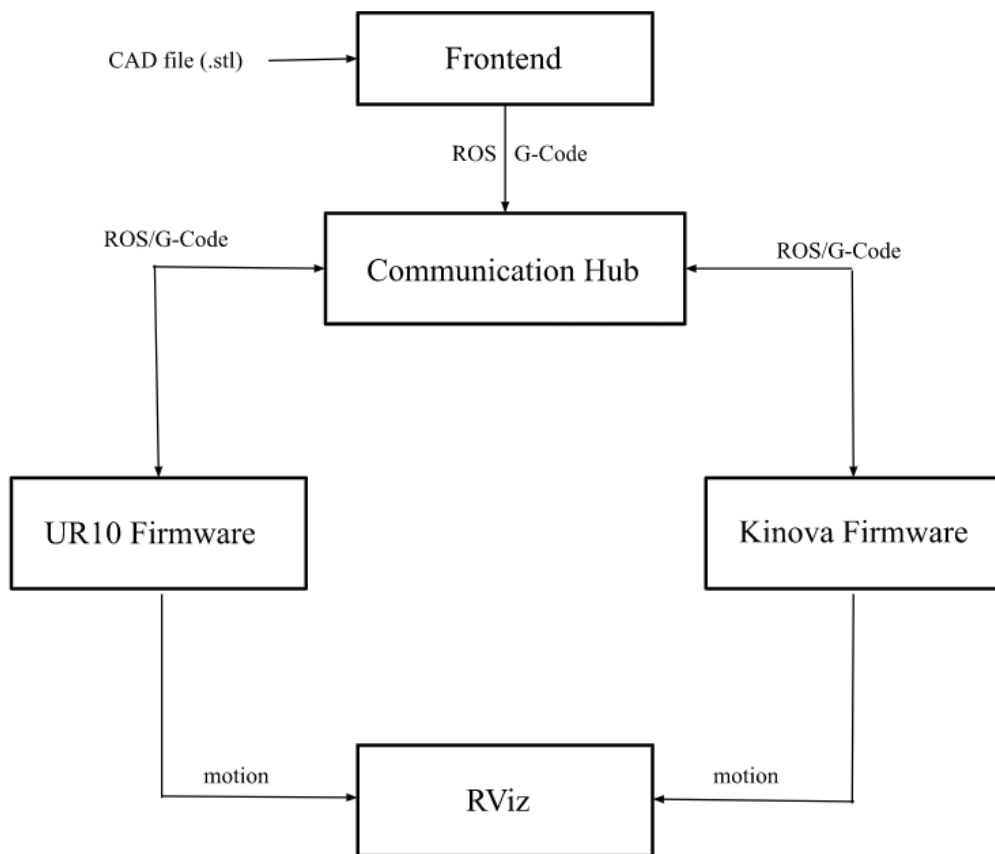 CAD file (.stl)
Frontend
ROS G-Code
ROS/G-Code
Communication Hub
ROS/G-Code
UR10 Firmware
Kinova Firmware
motion
RViz
motion